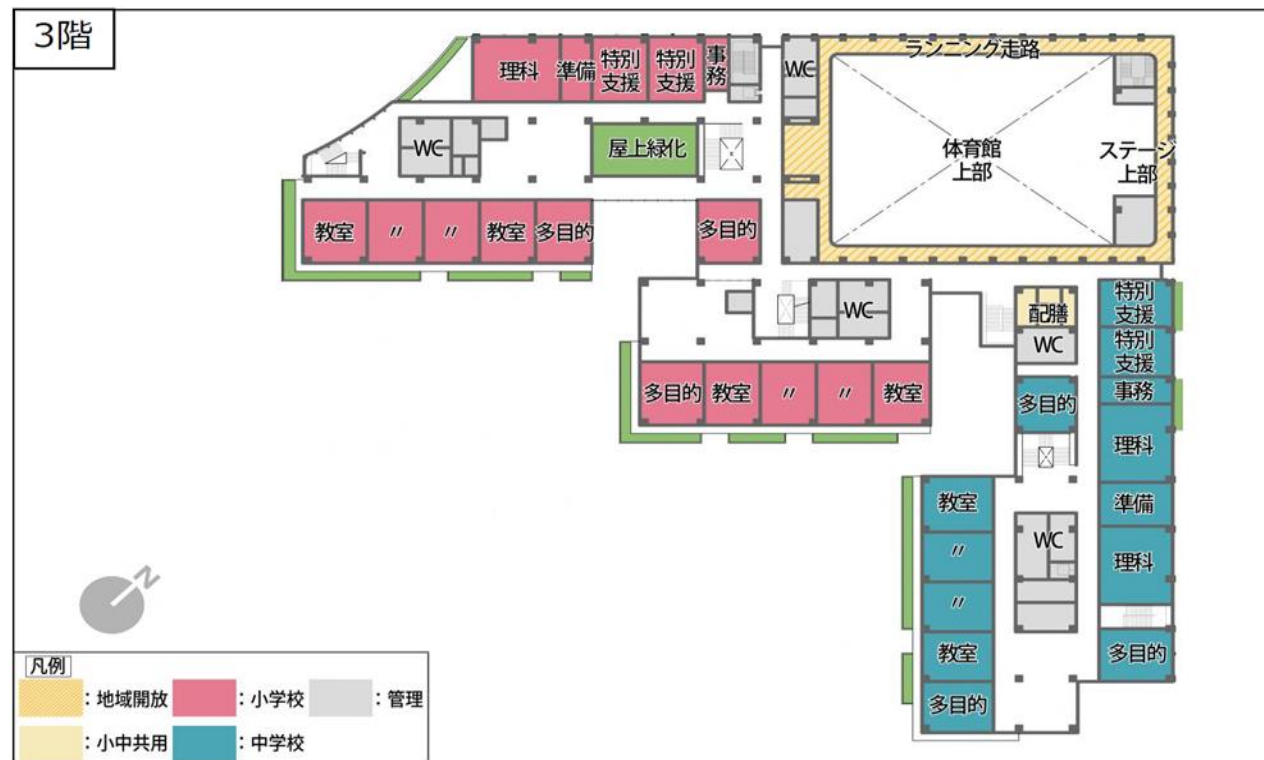 3階
ランニング走路
理科
準備
特別
支援
特別
支援
事
務
WC
WC
屋上緑化
体育館
上部
ステージ
上部
教室
〃
〃
教室
多目的
多目的
WC
配膳
特別
支援
WC
特別
支援
多目的
教室
〃
〃
教室
多目的
事務
理科
教室
準備
〃
WC
理科
〃
教室
多目的
多目的
N
凡例
：地域開放
：小学校
：管理
：小中共用
：中学校